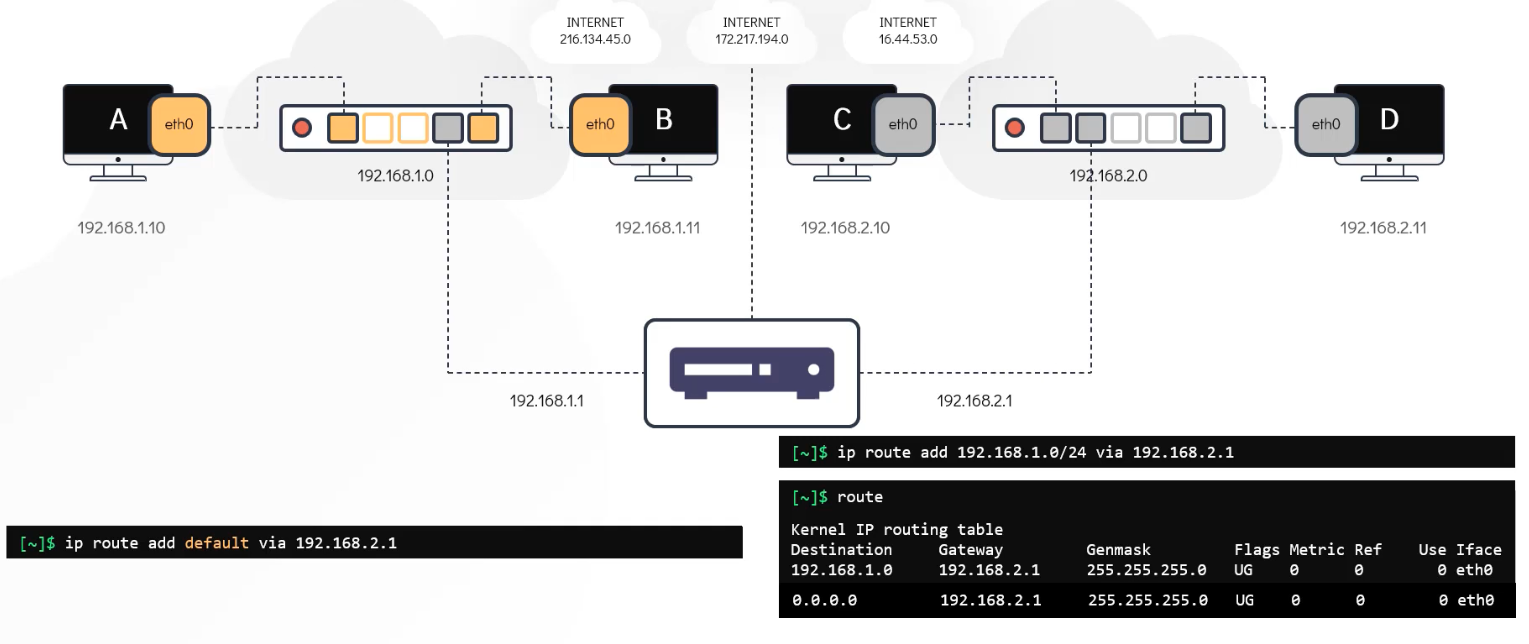 INTERNET
216.134.45.0
INTERNET
172.217.194.0
INTERNET
16.44.53.0
A
eth0
eth0
B
C
eth0
eth0
D
192.168.1.0
192.168.2.0
192.168.1.10
192.168.1.11
192.168.2.10
192.168.2.11
192.168.1.1
192.168.2.1
[~]$ ip route add default via 192.168.2.1
[~]$ ip route add 192.168.1.0/24 via 192.168.2.1
[~]$ route
Kernel IP routing table
Destination Gateway Genmask Flags Metric Ref Use Iface
192.168.1.0 192.168.2.1 255.255.255.0 UG 0 0 0 eth0
0.0.0.0 192.168.2.1 255.255.255.0 UG 0 0 0 eth0